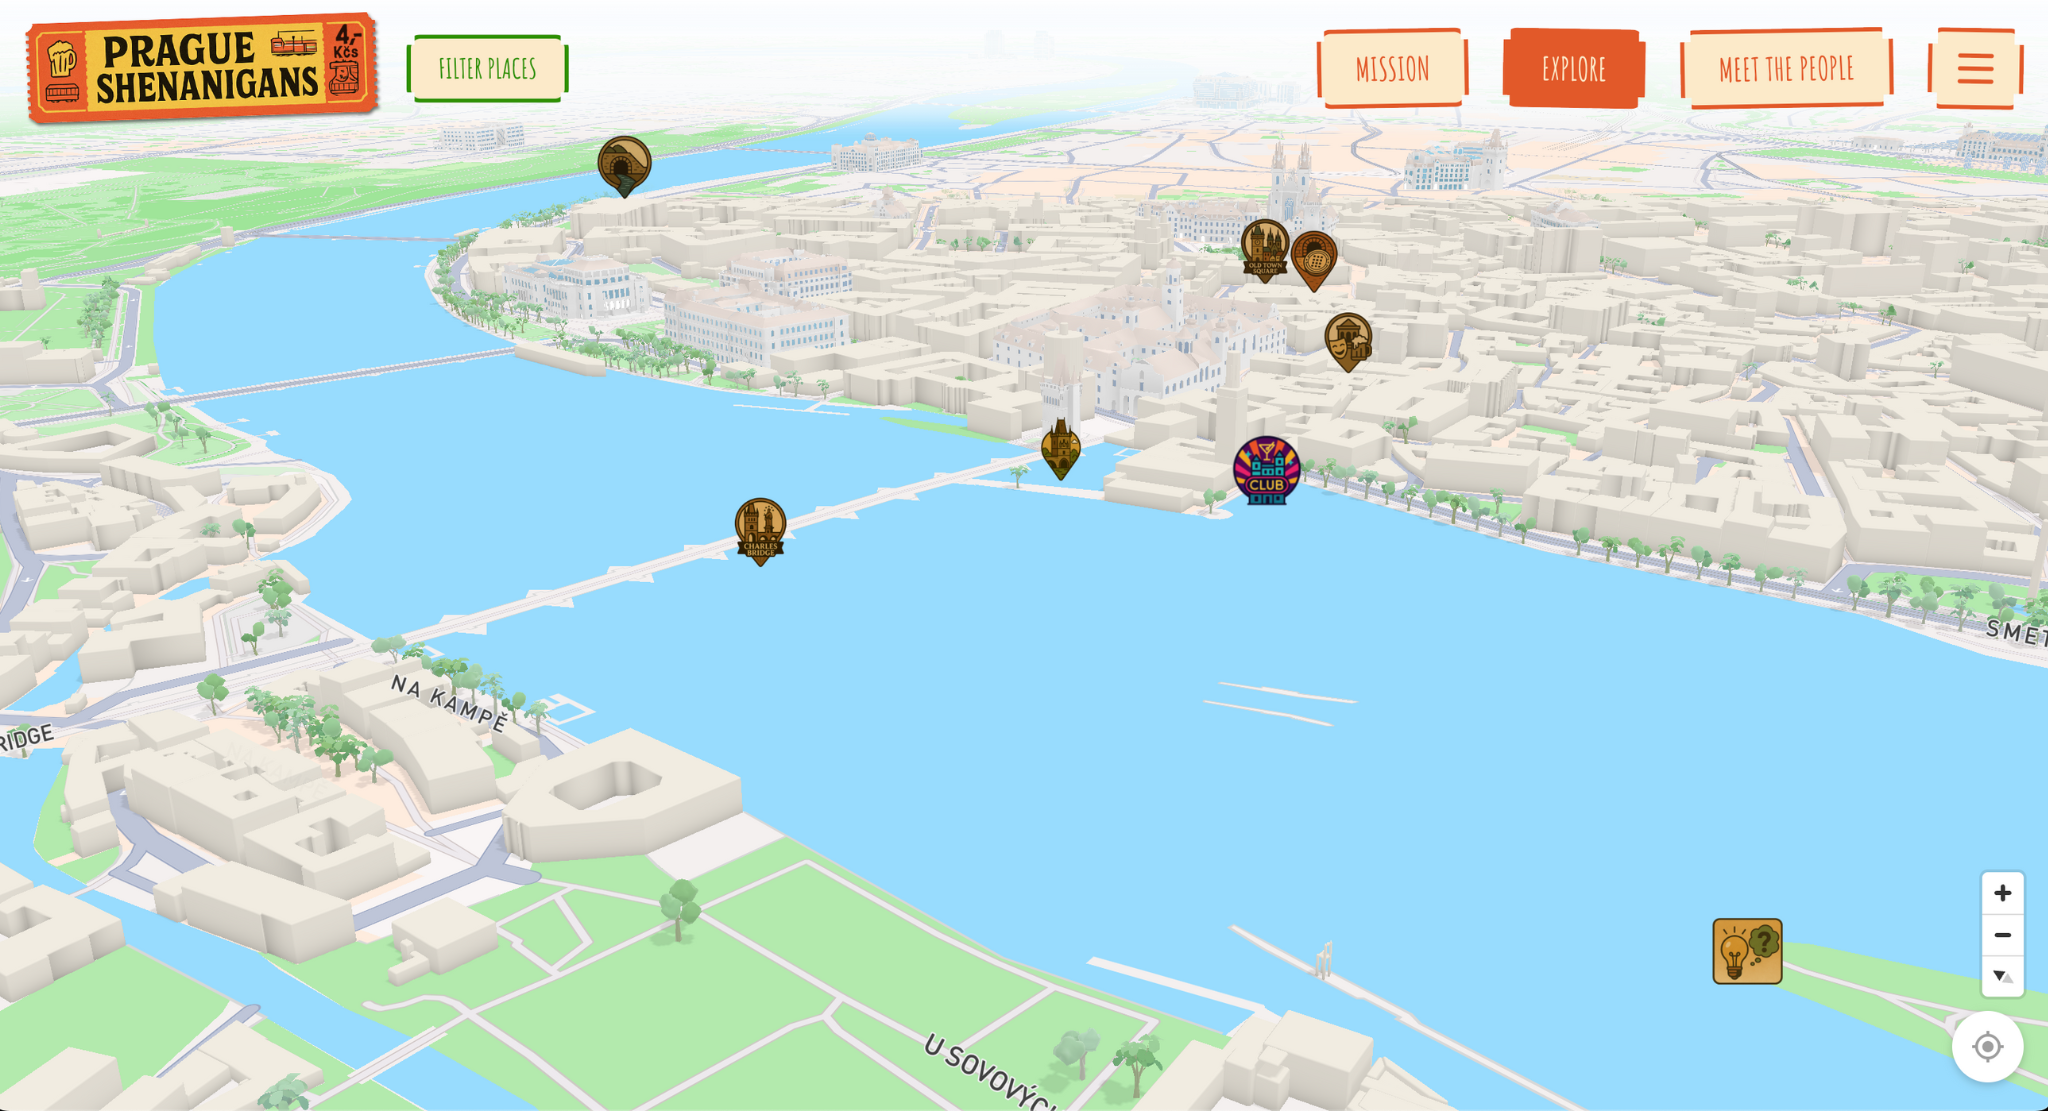 PRAGUE
SHENANIGANS
4,-
Kčs
FILTER PLACES
MISSION
EXPLORE
MEET THE PEOPLE
OLD TOWN
SQUARE
CLUB
CHARLES
BRIDGE
SMET
NA KAMPĚ
RIDGE
?
U SOVOVÝCH